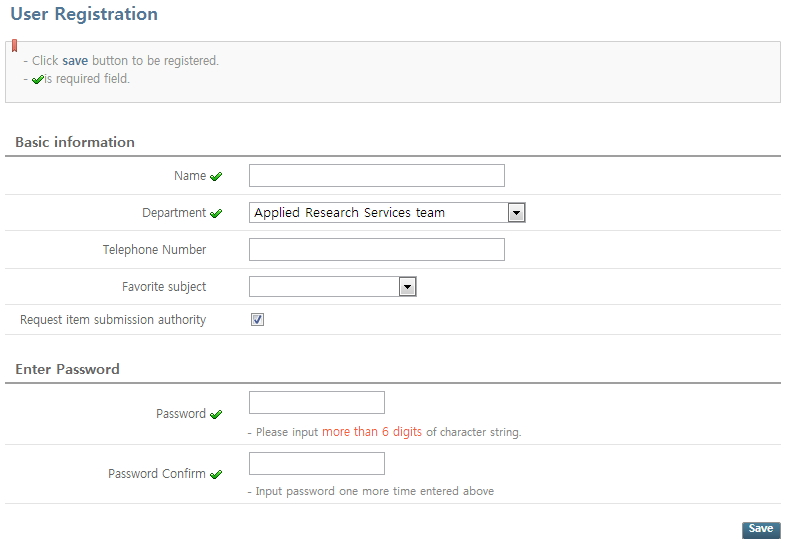 User Registration
- Click save button to be registered.
- is required field.
Basic information
Name
Department Applied Research Services team
Telephone Number
Favorite subject
Request item submission authority
Enter Password
Password
- Please input more than 6 digits of character string.
Password Confirm
- Input password one more time entered above
Save